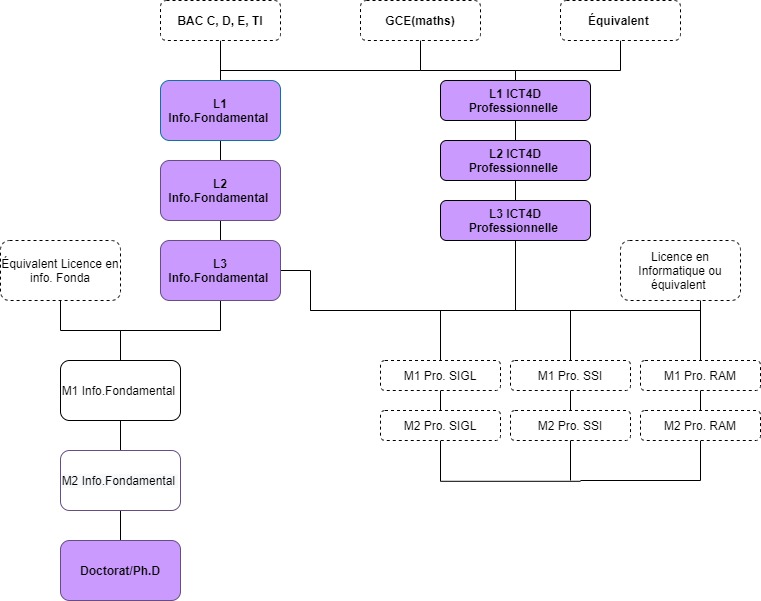 BAC C, D, E, TI
GCE(maths)
Équivalent
L1
Info.Fondamental
L1 ICT4D
Professionnelle
L2
Info.Fondamental
L2 ICT4D
Professionnelle
L3
Info.Fondamental
L3 ICT4D
Professionnelle
Équivalent Licence en
info. Fonda
Licence en
Informatique ou
équivalent
M1 Info.Fondamental
M1 Pro. SIGL
M1 Pro. SSI
M1 Pro. RAM
M2 Pro. SIGL
M2 Pro. SSI
M2 Pro. RAM
M2 Info.Fondamental
Doctorat/Ph.D